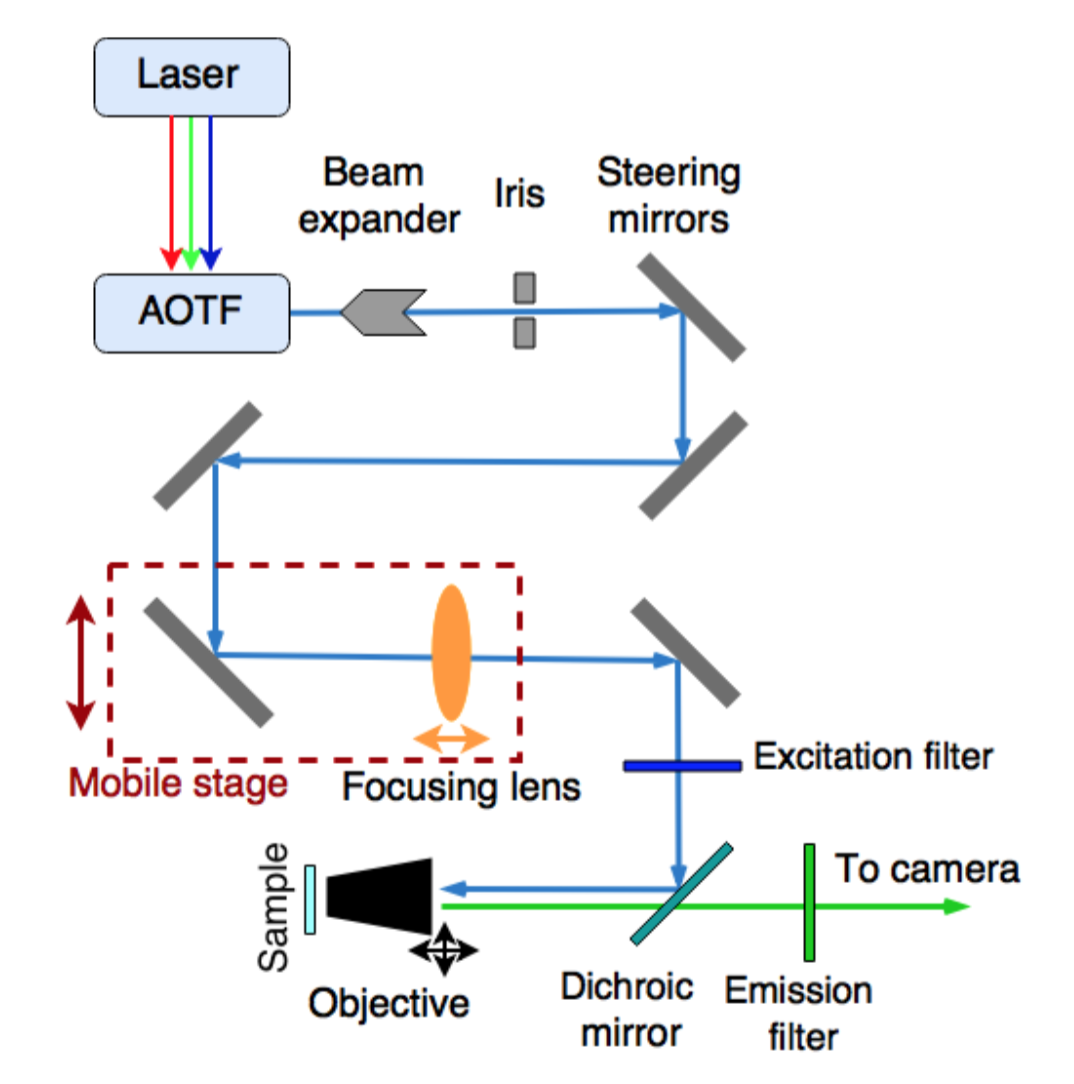 Laser
Beam
expander
Iris
Steering
mirrors
AOTF
Mobile stage
Focusing lens
Excitation filter
Sample
To camera
Objective
Dichroic
mirror
Emission
filter